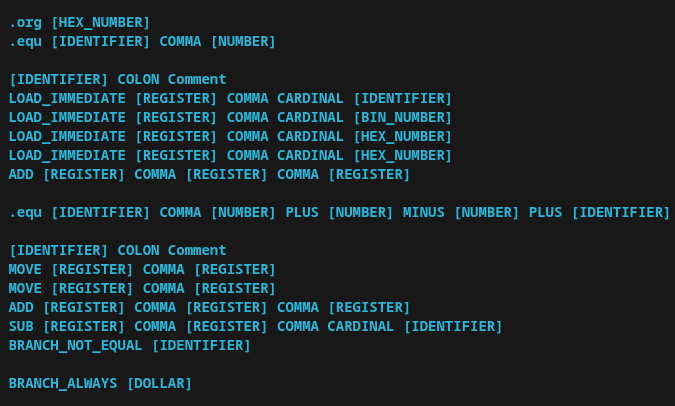 .org [HEX_NUMBER]
.equ [IDENTIFIER] COMMA [NUMBER]
[IDENTIFIER] COLON Comment
LOAD_IMMEDIATE [REGISTER] COMMA CARDINAL [IDENTIFIER]
LOAD_IMMEDIATE [REGISTER] COMMA CARDINAL [BIN_NUMBER]
LOAD_IMMEDIATE [REGISTER] COMMA CARDINAL [HEX_NUMBER]
LOAD_IMMEDIATE [REGISTER] COMMA CARDINAL [HEX_NUMBER]
ADD [REGISTER] COMMA [REGISTER] COMMA [REGISTER]
.equ [IDENTIFIER] COMMA [NUMBER] PLUS [NUMBER] MINUS [NUMBER] PLUS [IDENTIFIER]
[IDENTIFIER] COLON Comment
MOVE [REGISTER] COMMA [REGISTER]
MOVE [REGISTER] COMMA [REGISTER]
ADD [REGISTER] COMMA [REGISTER] COMMA [REGISTER]
SUB [REGISTER] COMMA [REGISTER] COMMA CARDINAL [IDENTIFIER]
BRANCH_NOT_EQUAL [IDENTIFIER]
BRANCH_ALWAYS [DOLLAR]